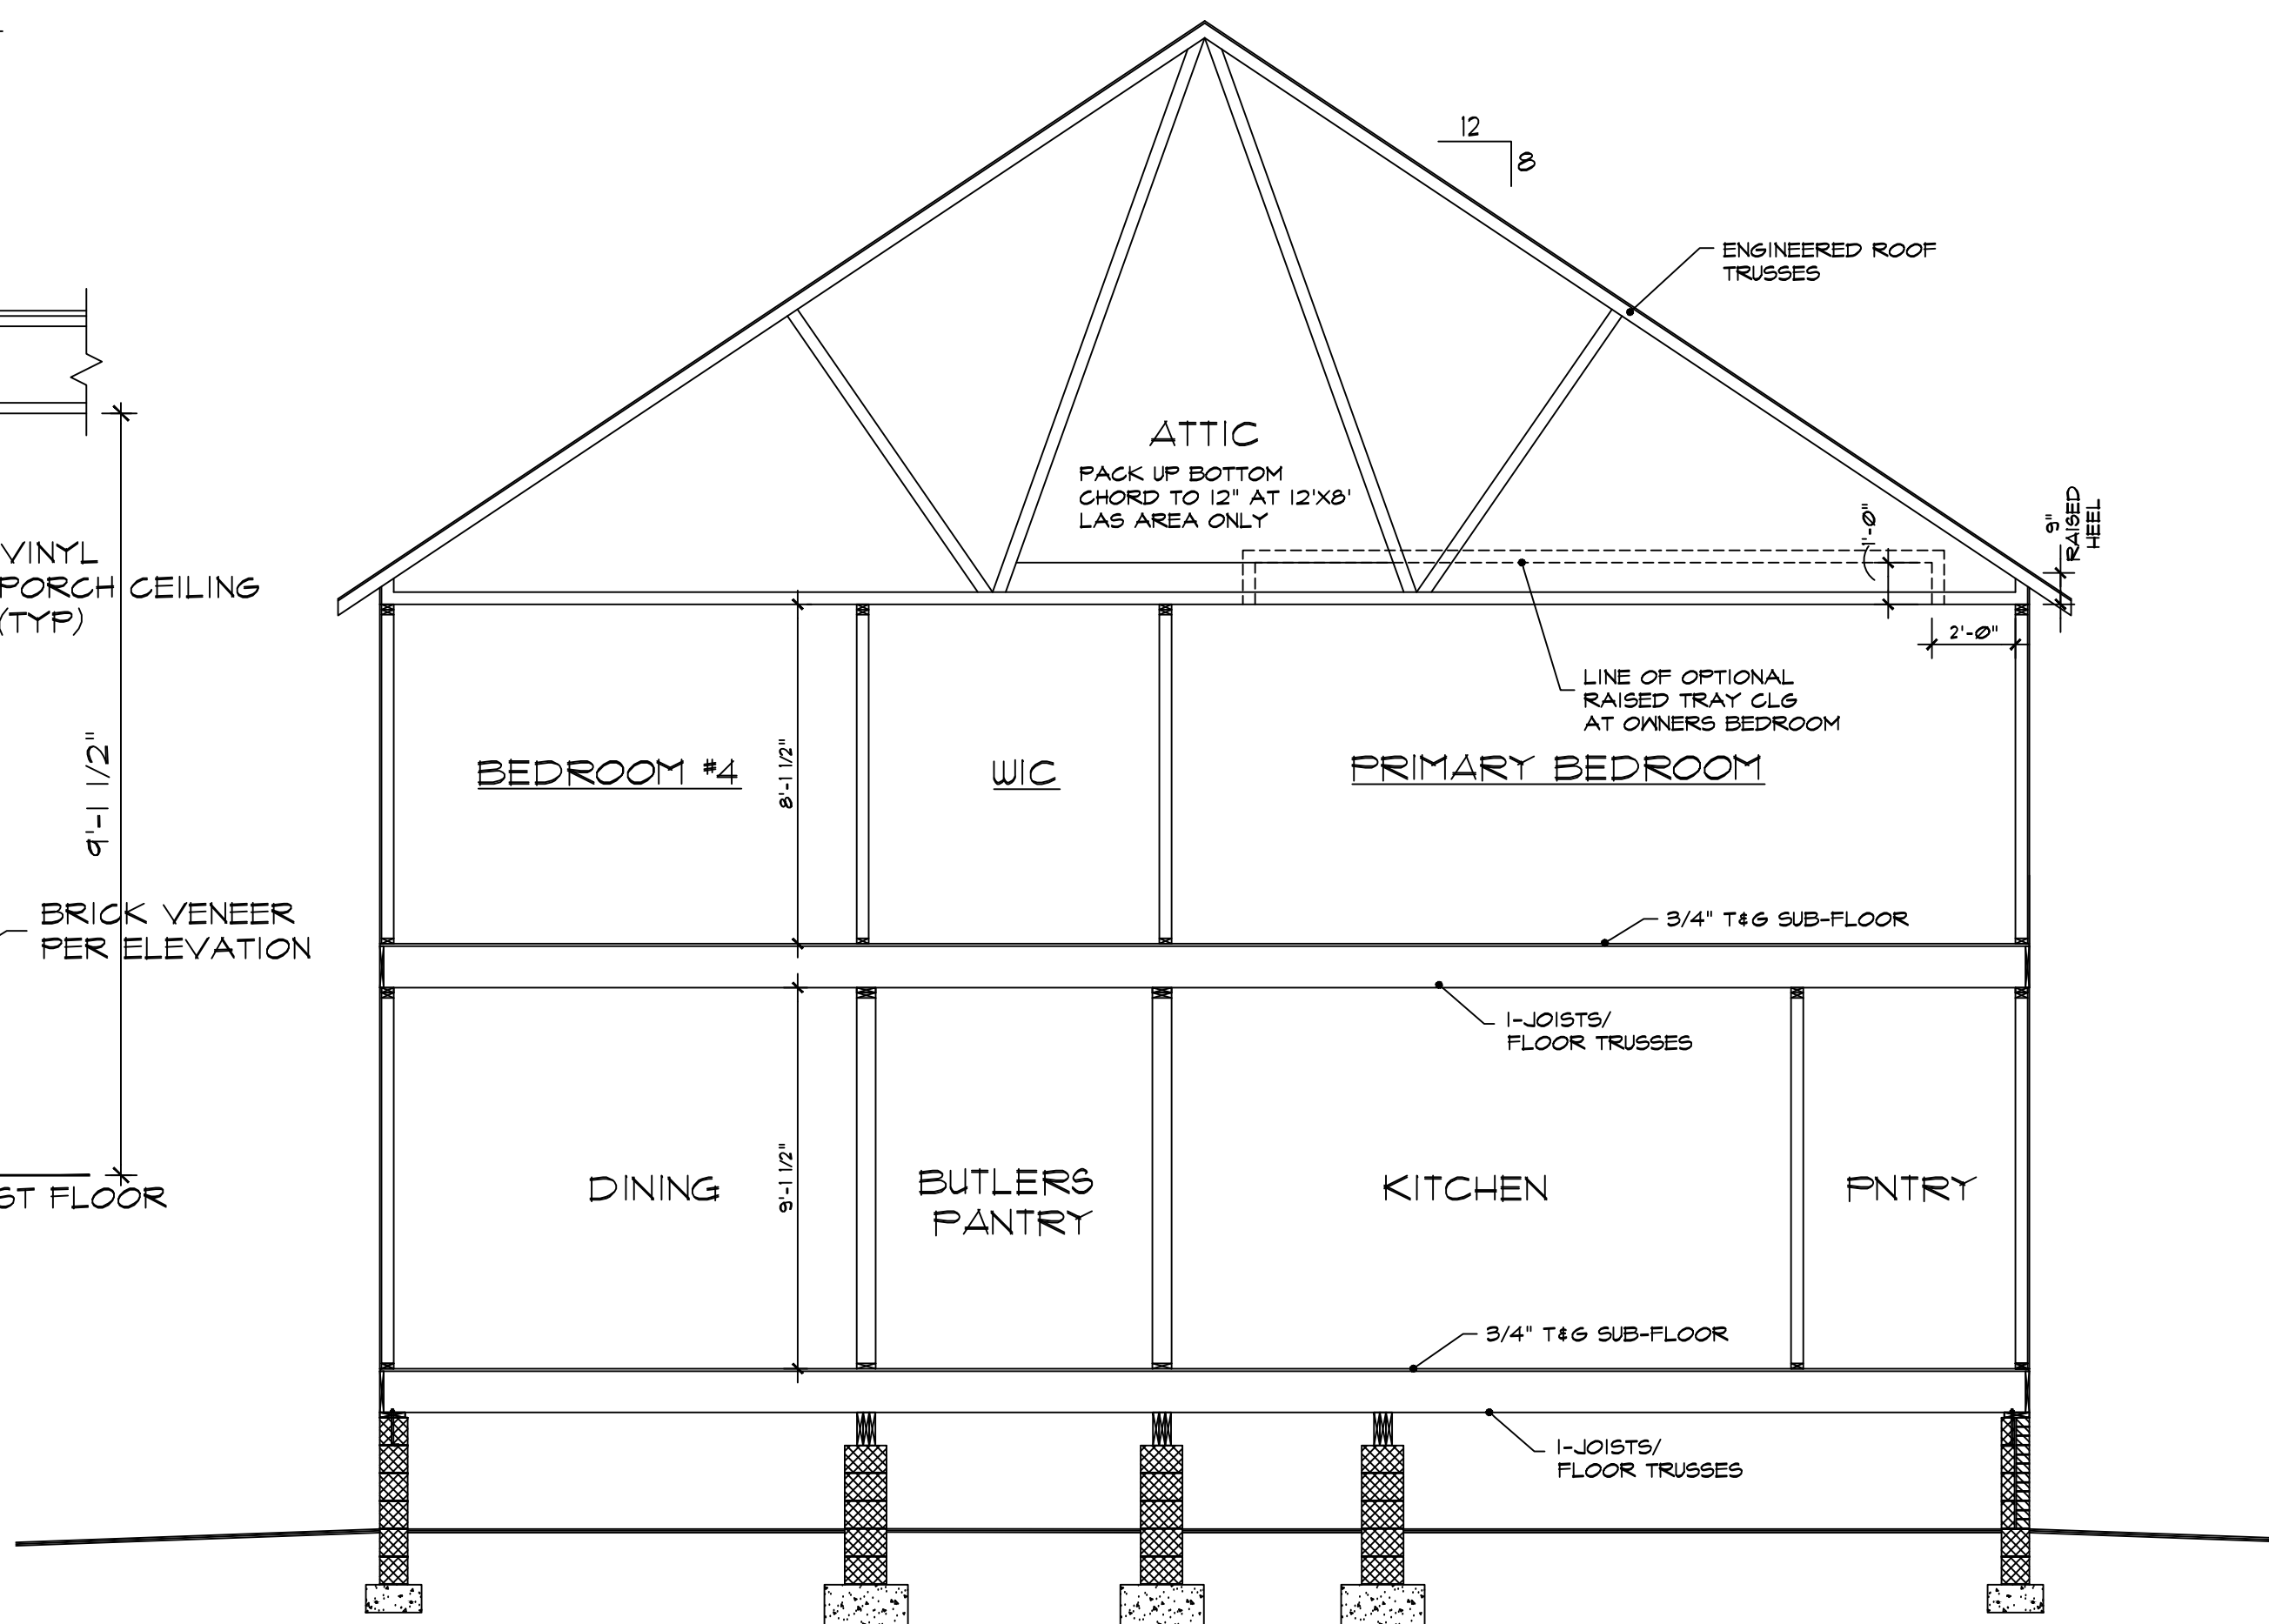 12
8
ENGINEERED ROOF
TRUSSES
ATTIC
PACK UP BOTTOM
CHORD TO 12" AT 12'X8'
LAS AREA ONLY
1'-0"
9"
RAISED
HEEL
VINYL
PORCH CEILING
(TYP)
2'-0"
LINE OF OPTIONAL
RAISED TRAY CLG
AT OWNERS BEDROOM
9'-1 1/2"
BEDROOM #4
8'-1 1/2"
WIC
PRIMARY BEDROOM
BRICK VENEER
PER ELEVATION
3/4" T&G SUB-FLOOR
I-JOISTS/
FLOOR TRUSSES
ST FLOOR
DINING
9'-1 1/2"
BUTLERS
PANTRY
KITCHEN
PNTRY
3/4" T&G SUB-FLOOR
I-JOISTS/
FLOOR TRUSSES